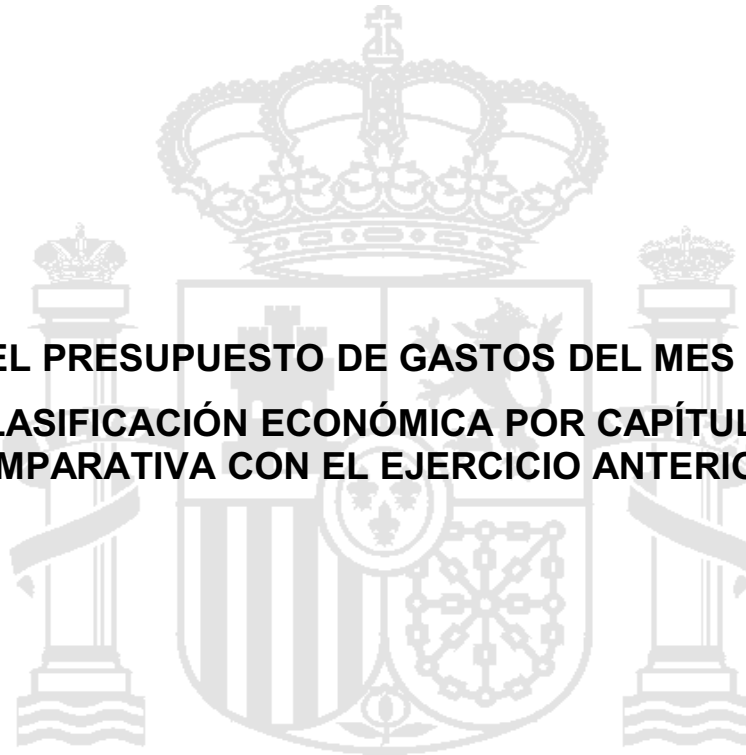 EL PRESUPUESTO DE GASTOS DEL MES
LASIFICACIÓN ECONÓMICA POR CAPÍTUL
MPARATIVA CON EL EJERCICIO ANTERIO